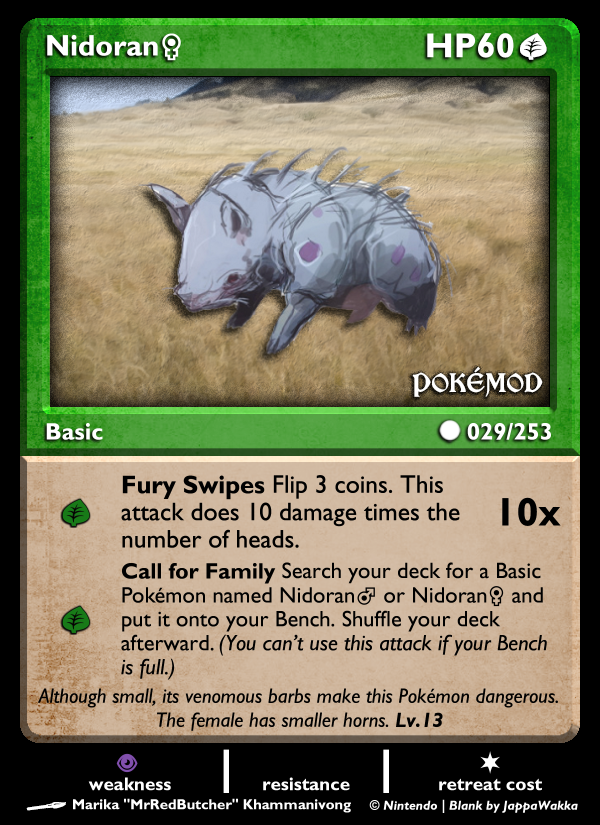 Nidoran♀ HP60
POKÉMOD
Basic 029/253
Fury Swipes Flip 3 coins. This
attack does 10 damage times the
number of heads.
10x
Call for Family Search your deck for a Basic
Pokémon named Nidoran♂ or Nidoran♀ and
put it onto your Bench. Shuffle your deck
afterward. (You can't use this attack if your Bench
is full.)
Although small, its venomous barbs make this Pokémon dangerous.
The female has smaller horns. Lv.13
weakness resistance retreat cost
Marika "MrRedButcher" Khammanivong © Nintendo | Blank by JappaWakka